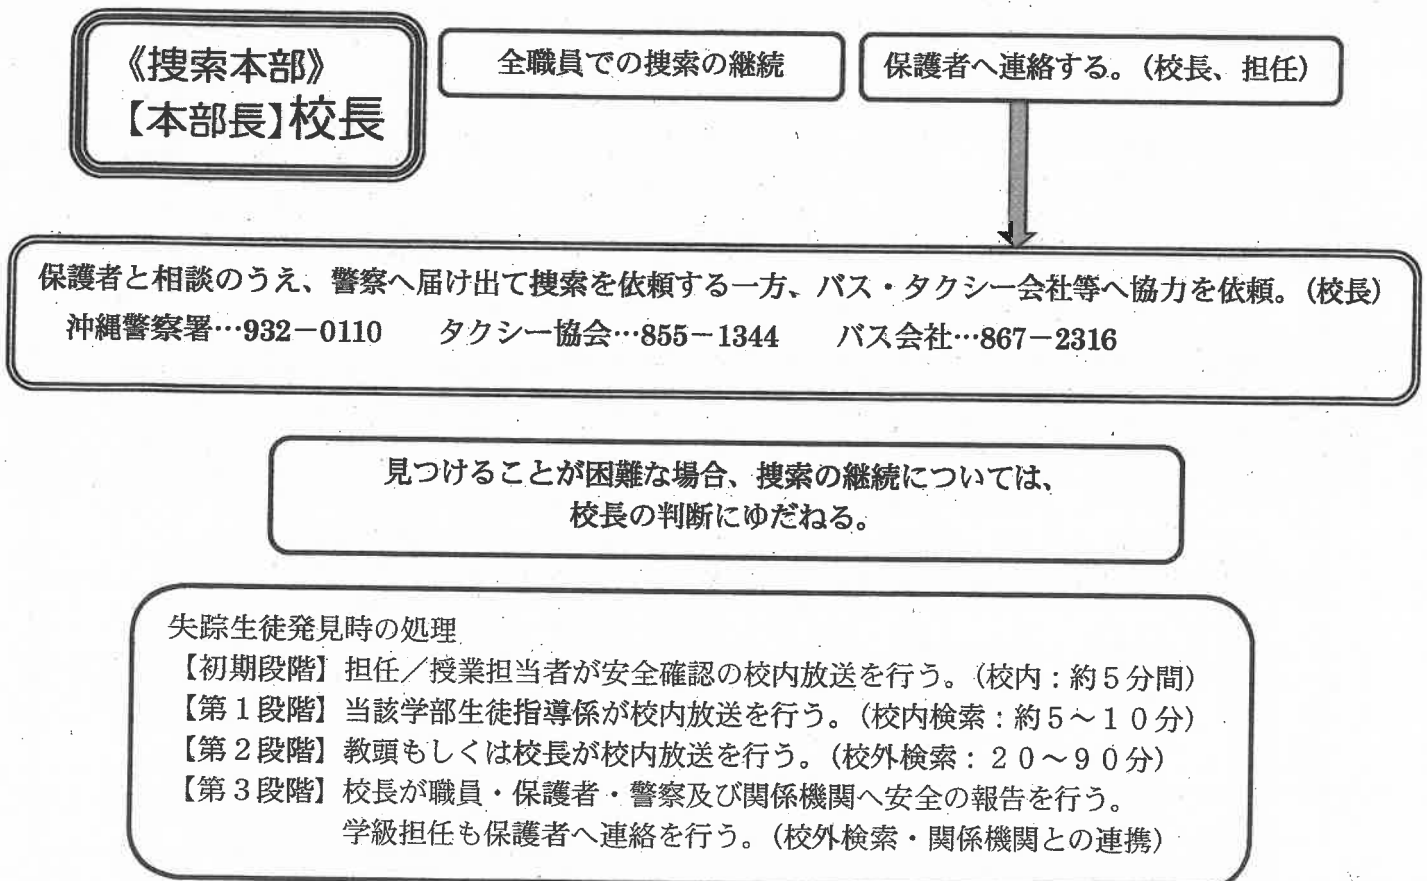 《捜索本部》
【本部長】校長
全職員での捜索の継続
保護者へ連絡する。(校長、担任)
保護者と相談のうえ、警察へ届け出て捜索を依頼する一方、バス・タクシー会社等へ協力を依頼。(校長)
沖縄警察署…932-0110　タクシー協会…855-1344　バス会社…867-2316
見つけることが困難な場合、捜索の継続については、
校長の判断にゆだねる。
失踪生徒発見時の処理
【初期段階】担任／授業担当者が安全確認の校内放送を行う。(校内：約5分間)
【第１段階】当該学部生徒指導係が校内放送を行う。(校内検索：約5～１０分)
【第２段階】教頭もしくは校長が校内放送を行う。(校外検索：２０～９０分)
【第３段階】校長が職員・保護者・警察及び関係機関へ安全の報告を行う。
学級担任も保護者へ連絡を行う。(校外検索・関係機関との連携)